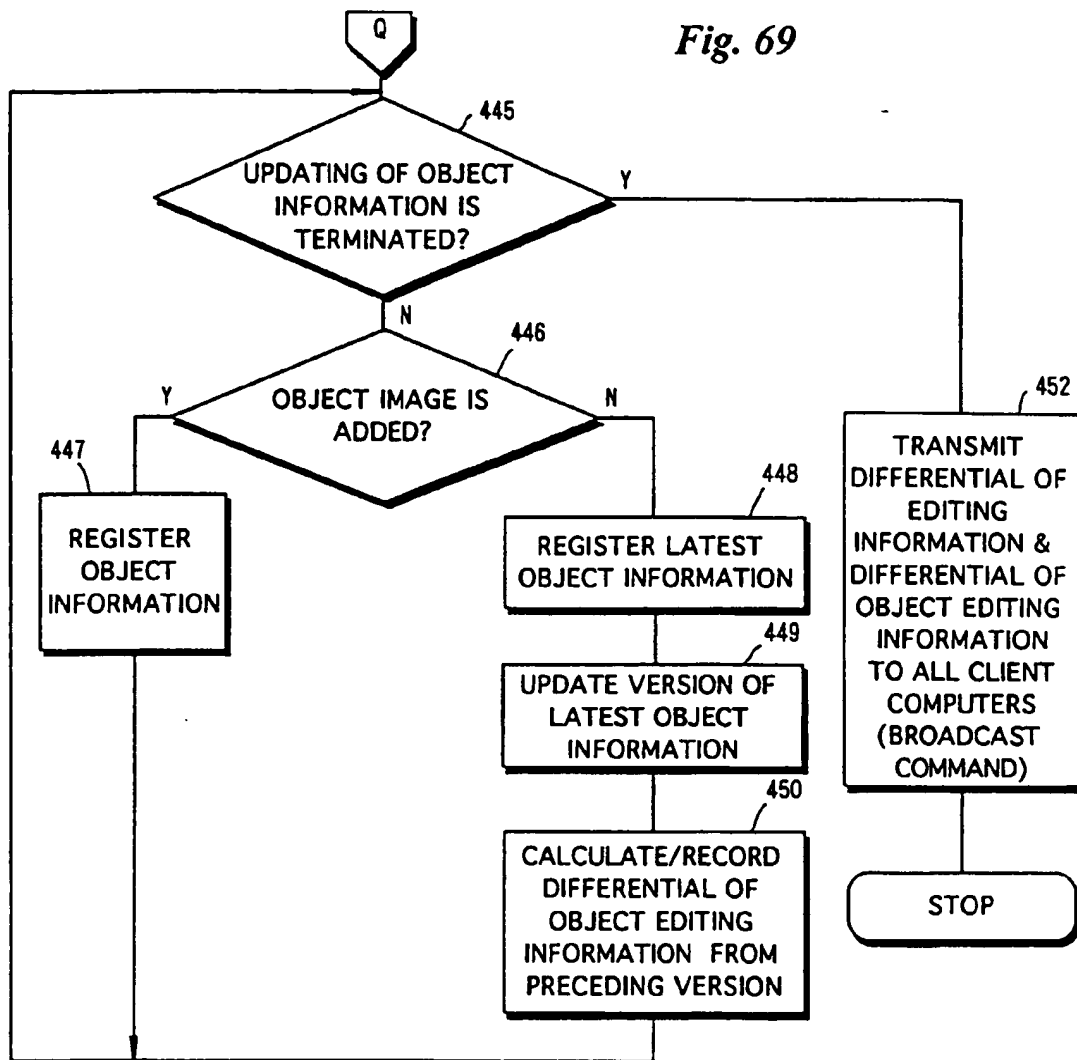 Q
Fig. 69
445
UPDATING OF OBJECT
INFORMATION IS
TERMINATED?
Y
N
446
OBJECT IMAGE IS
ADDED?
Y
N
447
REGISTER
OBJECT
INFORMATION
448
REGISTER LATEST
OBJECT INFORMATION
449
UPDATE VERSION OF
LATEST OBJECT
INFORMATION
450
CALCULATE/RECORD
DIFFERENTIAL OF
OBJECT EDITING
INFORMATION FROM
PRECEDING VERSION
452
TRANSMIT
DIFFERENTIAL OF
EDITING
INFORMATION &
DIFFERENTIAL OF
OBJECT EDITING
INFORMATION
TO ALL CLIENT
COMPUTERS
(BROADCAST
COMMAND)
STOP